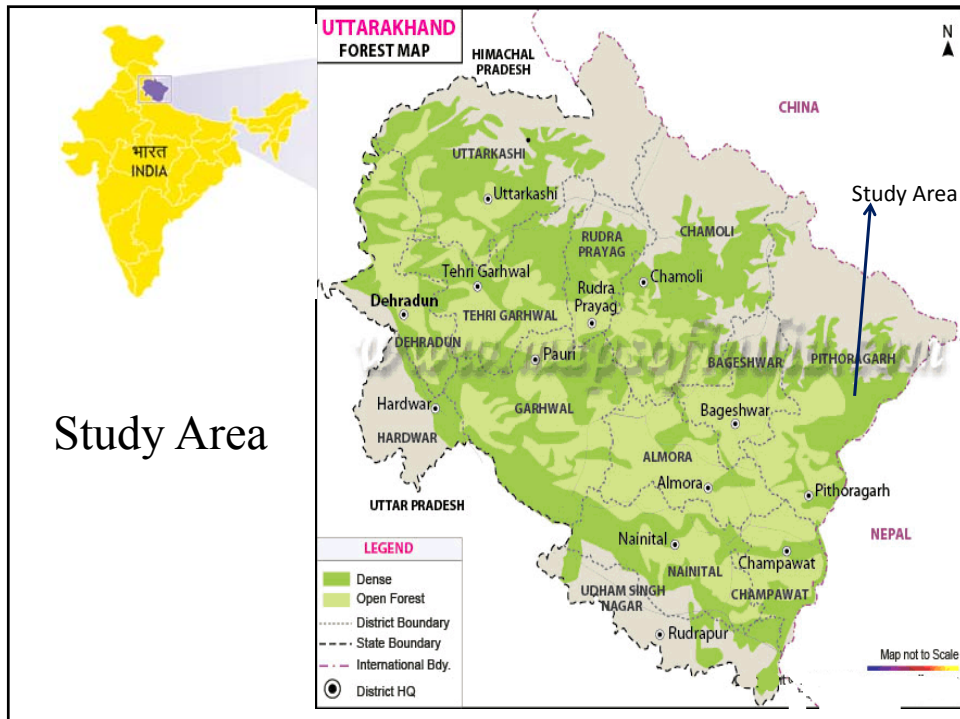 भारत
INDIA
Study Area
UTTARAKHAND
FOREST MAP
HIMACHAL
PRADESH
N
CHINA
Study Area
UTTARKASHI
Uttarkashi
RUDRA
PRAYAG
CHAMOLI
Tehri Garhwal
Chamoli
Rudra
Prayag
Dehradun
TEHRI GARHWAL
DEHRADUN
Pauri
BAGESHWAR
PITHORAGARH
Hardwar
GARHWAL
Bageshwar
HARDWAR
ALMORA
Almora
Pithoragarh
UTTAR PRADESH
NEPAL
Nainital
Champawat
NAINITAL
UDHAM SINGH
NAGAR
CHAMPAWAT
Rudrapur
LEGEND
Dense
Open Forest
District Boundary
State Boundary
International Bdy.
District HQ
Map not to Scale